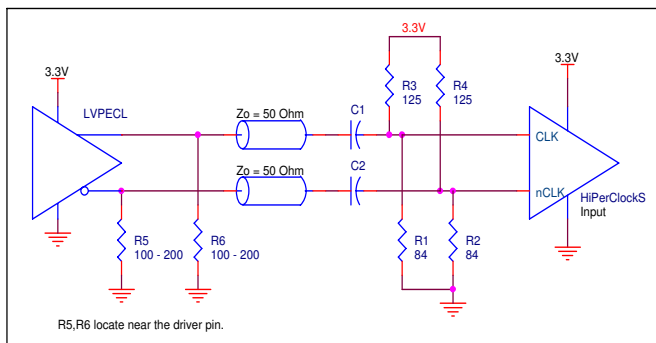 3.3V
3.3V
3.3V
LVPECL
R3
125
R4
125
Zo = 50 Ohm
C1
CLK
Zo = 50 Ohm
C2
nCLK
HiPerClockS
Input
R5
100 - 200
R6
100 - 200
R1
84
R2
84
R5,R6 locate near the driver pin.